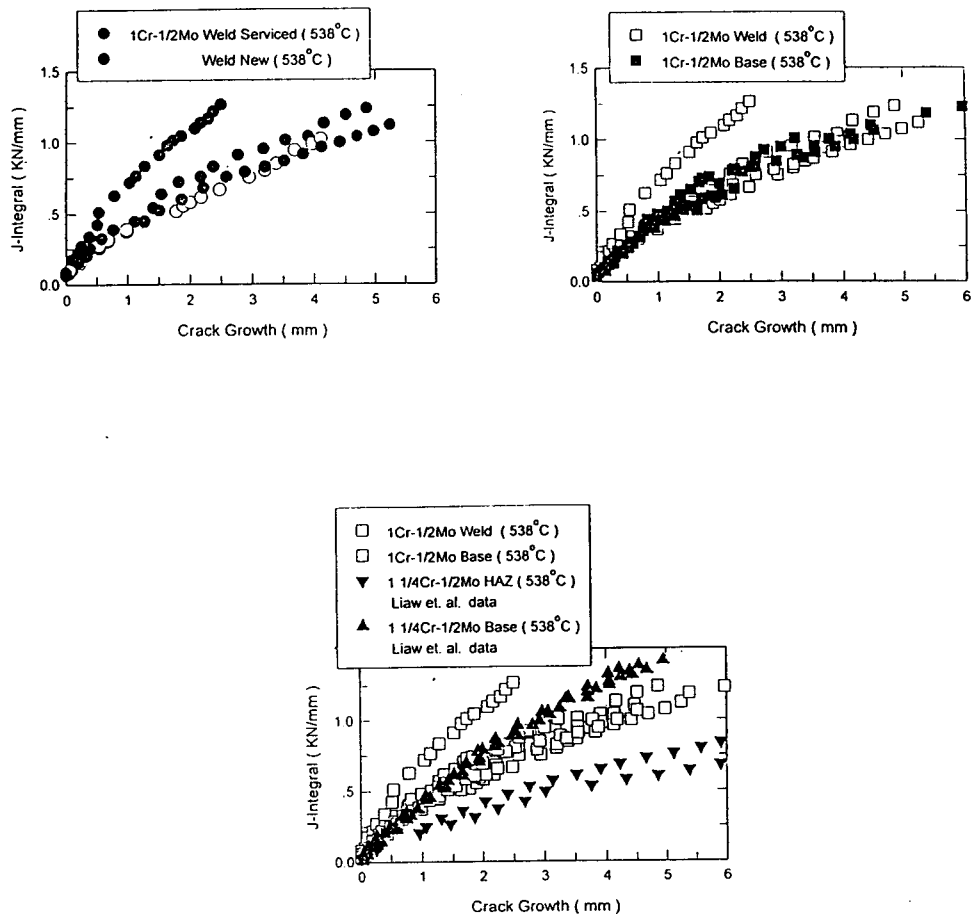 1Cr-1/2Mo Weld Serviced ( 538°C )
Weld New ( 538°C )
1.5
1.0
.5
0.0
0 1 2 3 4 5 6
J-Integral ( KN/mm )
Crack Growth ( mm )
1Cr-1/2Mo Weld ( 538°C )
1Cr-1/2Mo Base ( 538°C )
1.5
1.0
.5
0.0
0 1 2 3 4 5 6
J-Integral ( KN/mm )
Crack Growth ( mm )
1Cr-1/2Mo Weld ( 538°C )
1Cr-1/2Mo Base ( 538°C )
1 1/4Cr-1/2Mo HAZ ( 538°C )
Liaw et. al. data
1 1/4Cr-1/2Mo Base ( 538°C )
Liaw et. al. data
1.0
.5
0.0
0 1 2 3 4 5 6
J-Integral ( KN/mm )
Crack Growth ( mm )